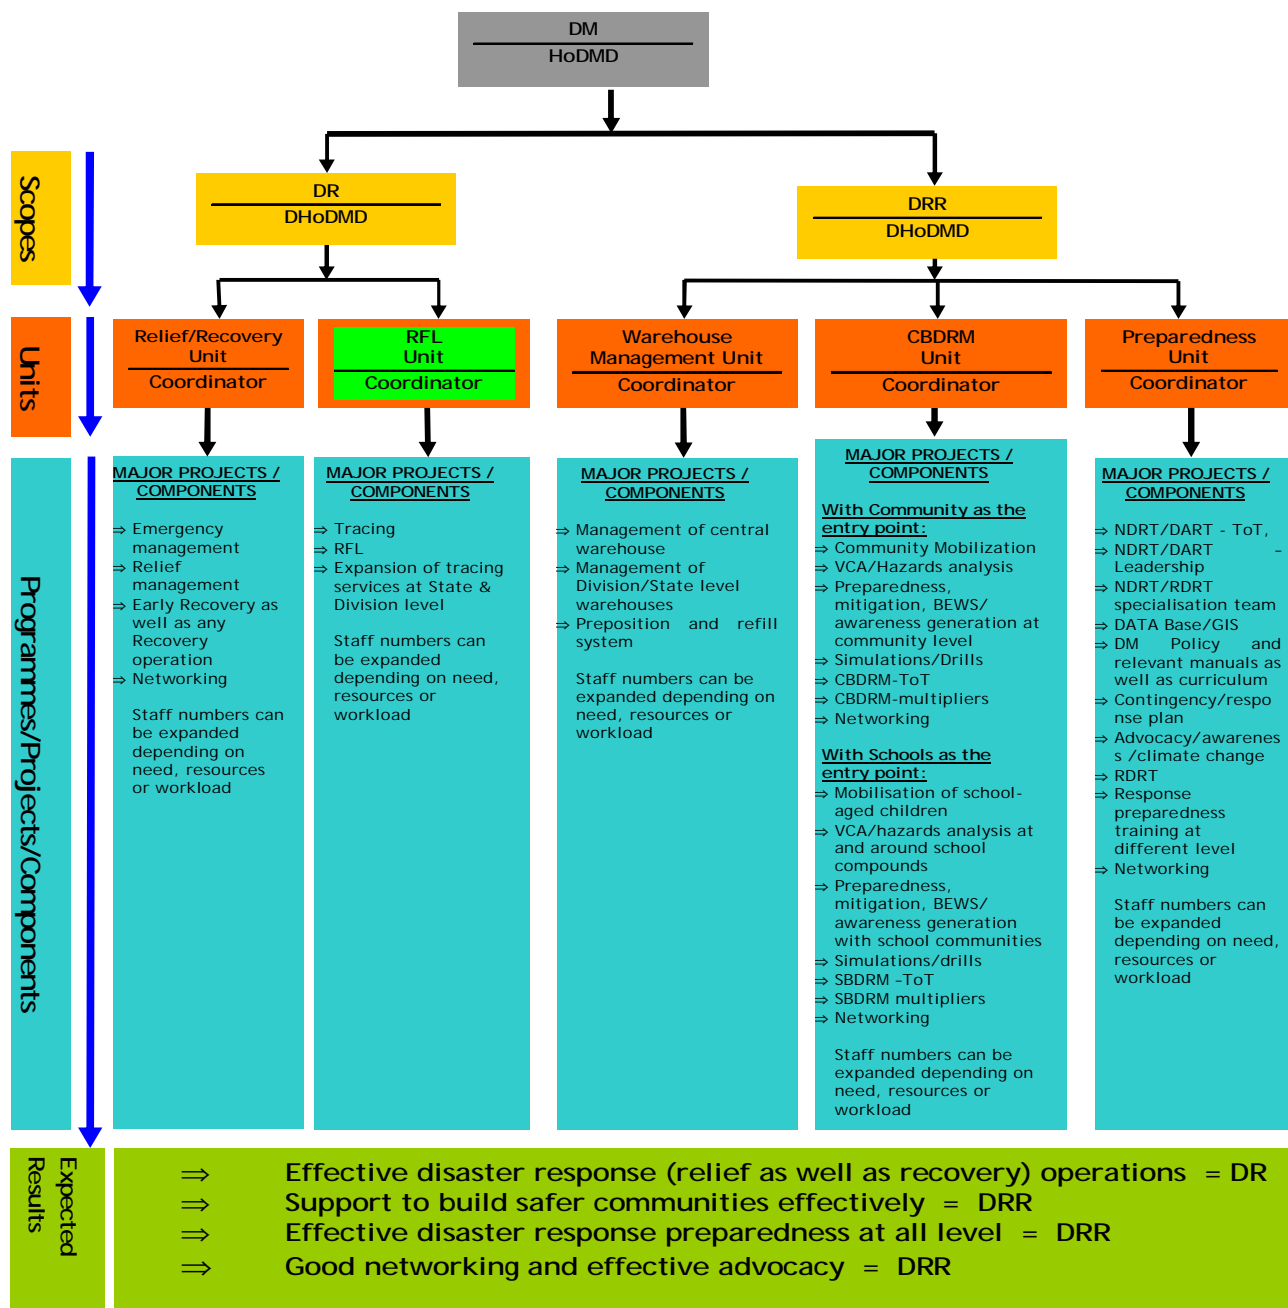 DM
HoDMD
Scopes
DR
DHoDMD
DRR
DHoDMD
Units
Relief/Recovery
Unit
Coordinator
RFL
Unit
Coordinator
Warehouse
Management Unit
Coordinator
CBDRM
Unit
Coordinator
Preparedness
Unit
Coordinator
Programmes/Projects/Components
MAJOR PROJECTS /
COMPONENTS
⇒ Emergency
management
⇒ Relief
management
⇒ Early Recovery as
well as any
Recovery
operation
⇒ Networking
Staff numbers can
be expanded
depending on
need, resources
or workload
MAJOR PROJECTS /
COMPONENTS
⇒ Tracing
⇒ RFL
⇒ Expansion of tracing
services at State &
Division level
Staff numbers can
be expanded
depending on need,
resources or
workload
MAJOR PROJECTS /
COMPONENTS
⇒ Management of central
warehouse
⇒ Management of
Division/State level
warehouses
⇒ Preposition and refill
system
Staff numbers can be
expanded depending on
need, resources or
workload
MAJOR PROJECTS /
COMPONENTS
With Community as the
entry point:
⇒ Community Mobilization
⇒ VCA/Hazards analysis
⇒ Preparedness,
mitigation, BEWS/
awareness generation at
community level
⇒ Simulations/Drills
⇒ CBDRM-ToT
⇒ CBDRM-multipliers
⇒ Networking
With Schools as the
entry point:
⇒ Mobilisation of school-
aged children
⇒ VCA/hazards analysis at
and around school
compounds
⇒ Preparedness,
mitigation, BEWS/
awareness generation
with school communities
⇒ Simulations/drills
⇒ SBDRM –ToT
⇒ SBDRM multipliers
⇒ Networking
Staff numbers can be
expanded depending on
need, resources or
workload
MAJOR PROJECTS /
COMPONENTS
⇒ NDRT/DART - ToT,
⇒ NDRT/DART –
Leadership
⇒ NDRT/RDRT
specialisation team
⇒ DATA Base/GIS
⇒ DM Policy and
relevant manuals as
well as curriculum
⇒ Contingency/respo
nse plan
⇒ Advocacy/awarenes
s /climate change
⇒ RDRT
⇒ Response
preparedness
training at
different level
⇒ Networking
Staff numbers can
be expanded
depending on need,
resources or
workload
Expected
Results
⇒ Effective disaster response (relief as well as recovery) operations = DR
⇒ Support to build safer communities effectively = DRR
⇒ Effective disaster response preparedness at all level = DRR
⇒ Good networking and effective advocacy = DRR